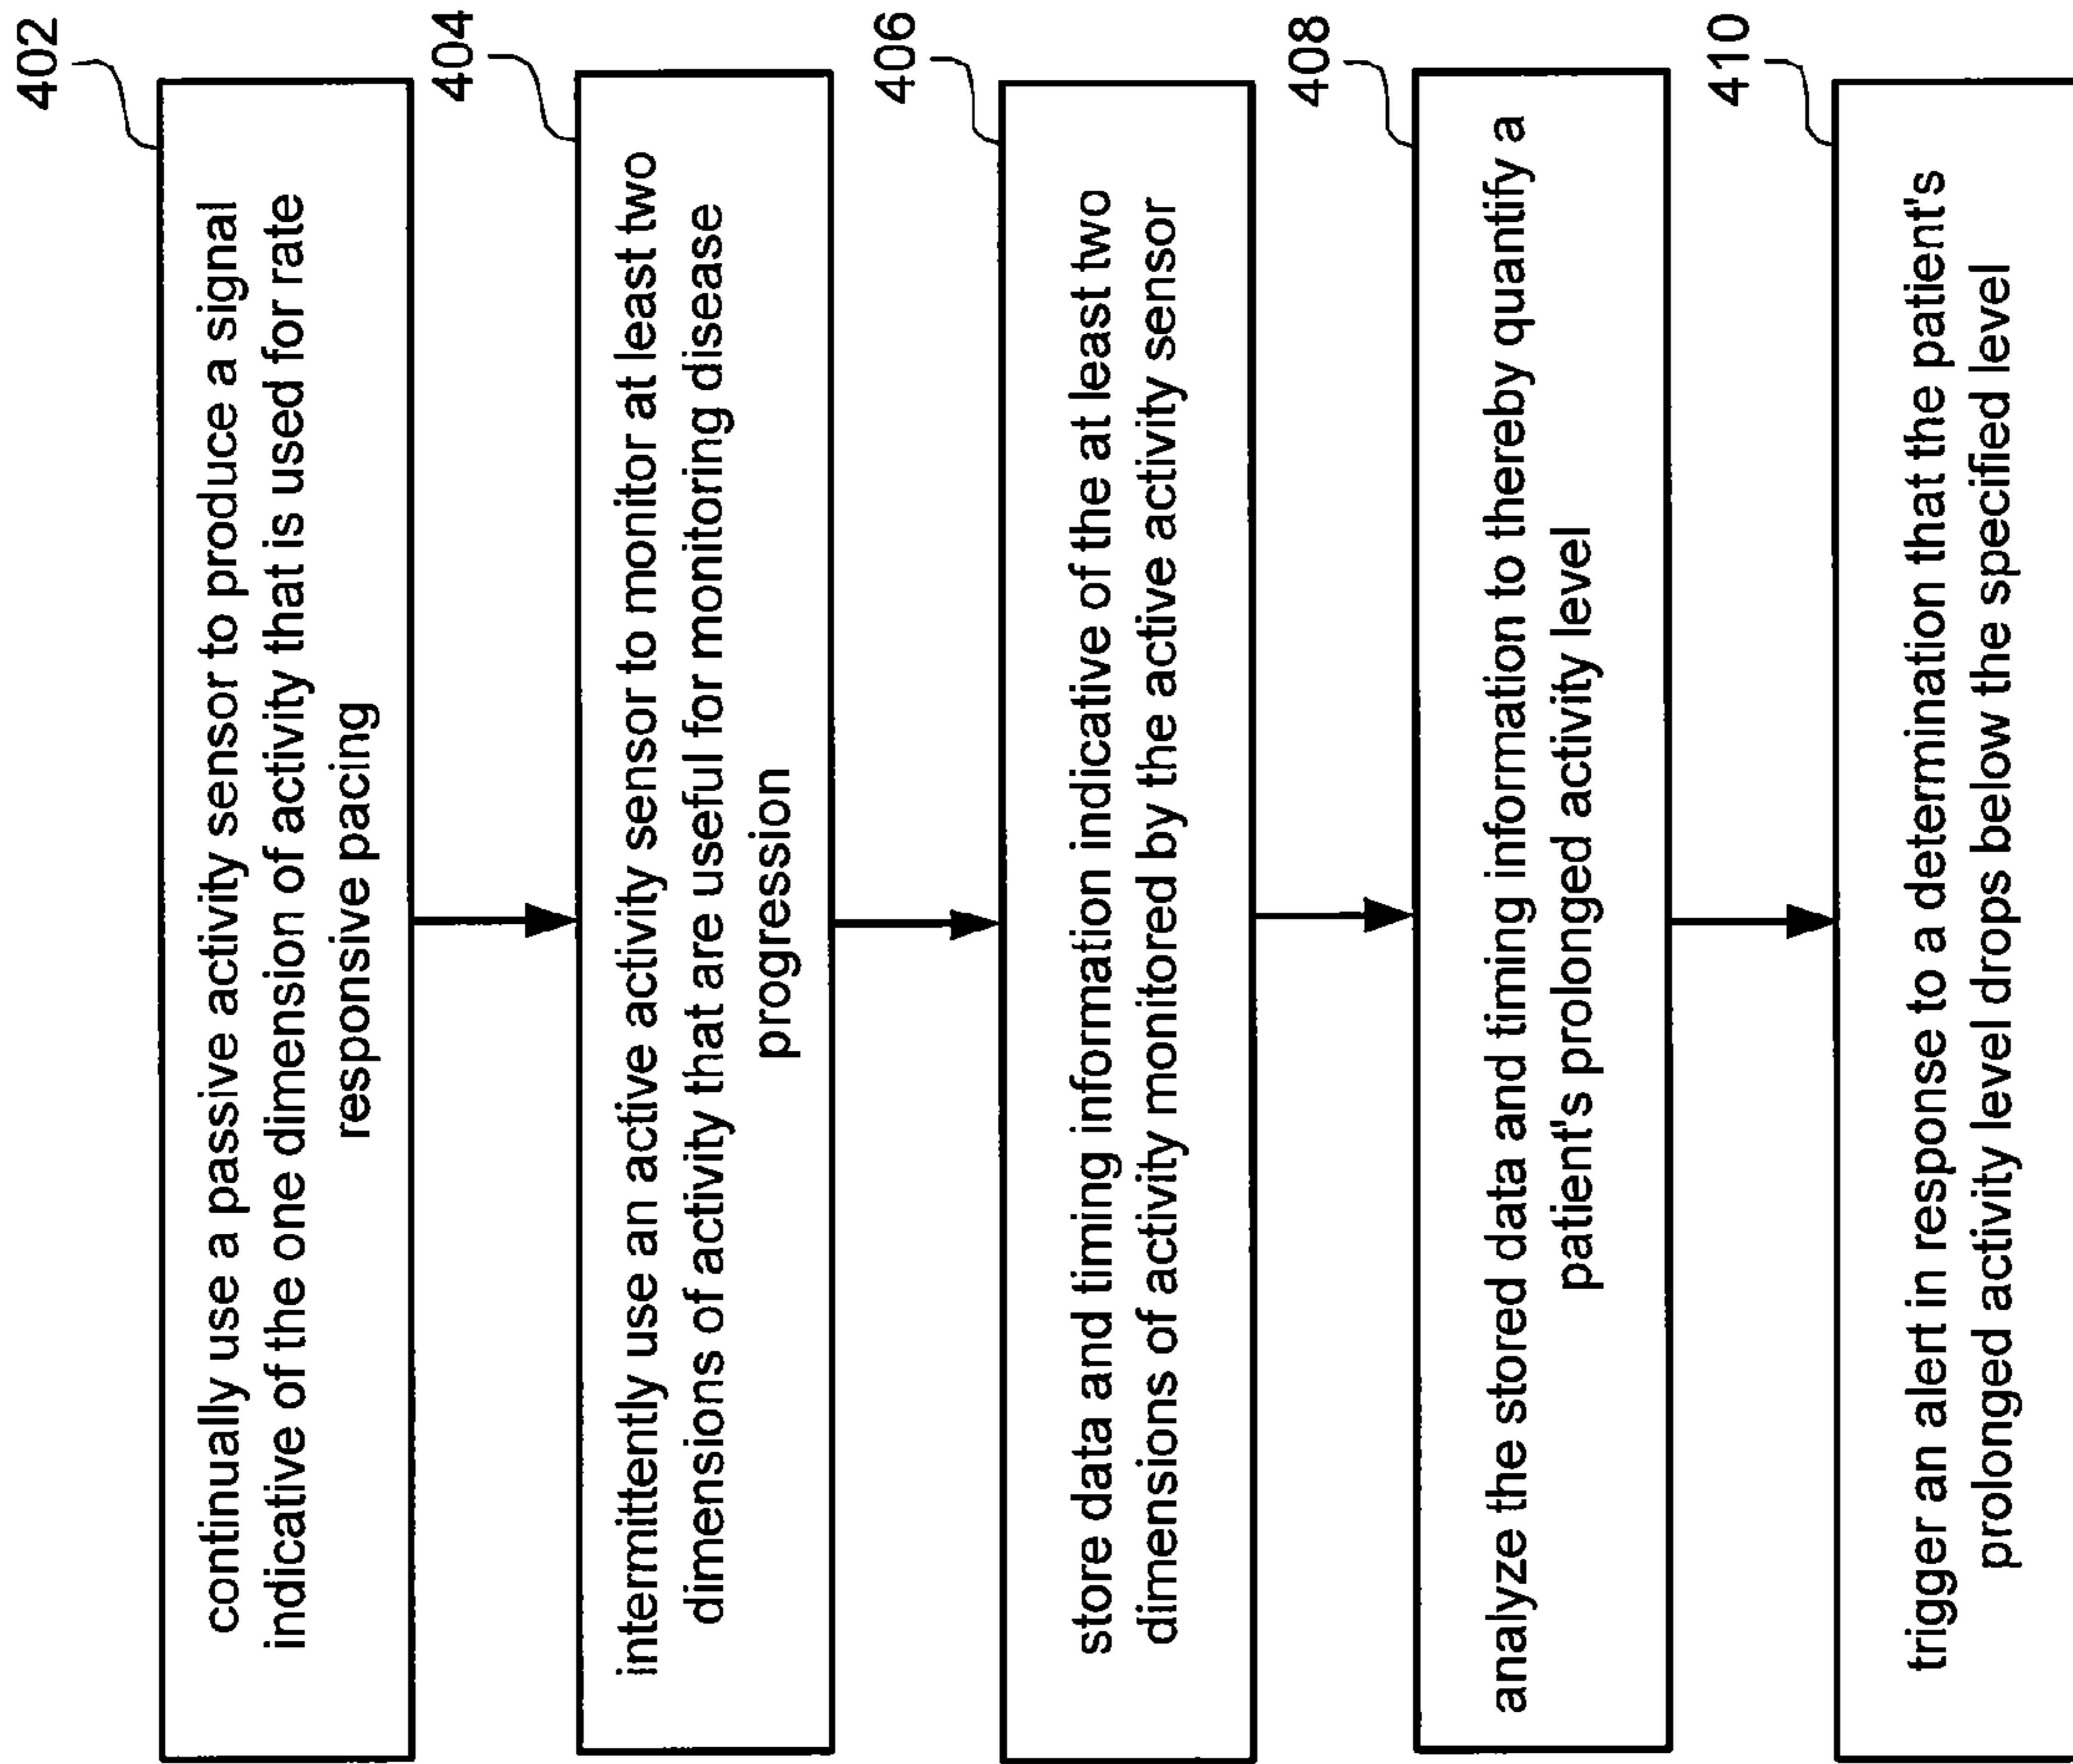 402
continually use a passive activity sensor to produce a signal
indicative of the one dimension of activity that is used for rate
responsive pacing
404
intermittently use an active activity sensor to monitor at least two
dimensions of activity that are useful for monitoring disease
progression
406
store data and timing information indicative of the at least two
dimensions of activity monitored by the active activity sensor
408
analyze the stored data and timing information to thereby quantify a
patient's prolonged activity level
410
trigger an alent in response to a determination that the patient's
prolonged activity level drops below the specified level